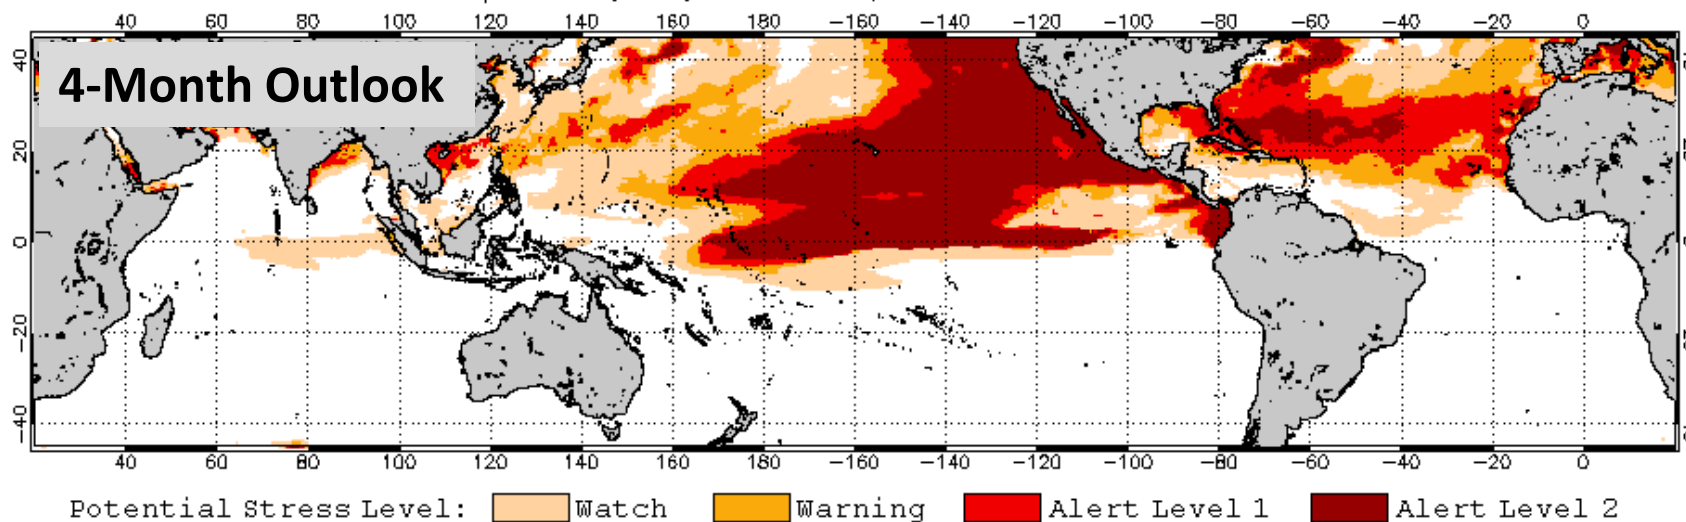 40 60 80 100 120 140 160 180 −160 −140 −120 −100 −80 −60 −40 −20 0
4-Month Outlook
40
20
0
−20
−40
40 60 80 100 120 140 160 180 −160 −140 −120 −100 −80 −60 −40 −20 0
Potential Stress Level: Watch Warning Alert Level 1 Alert Level 2